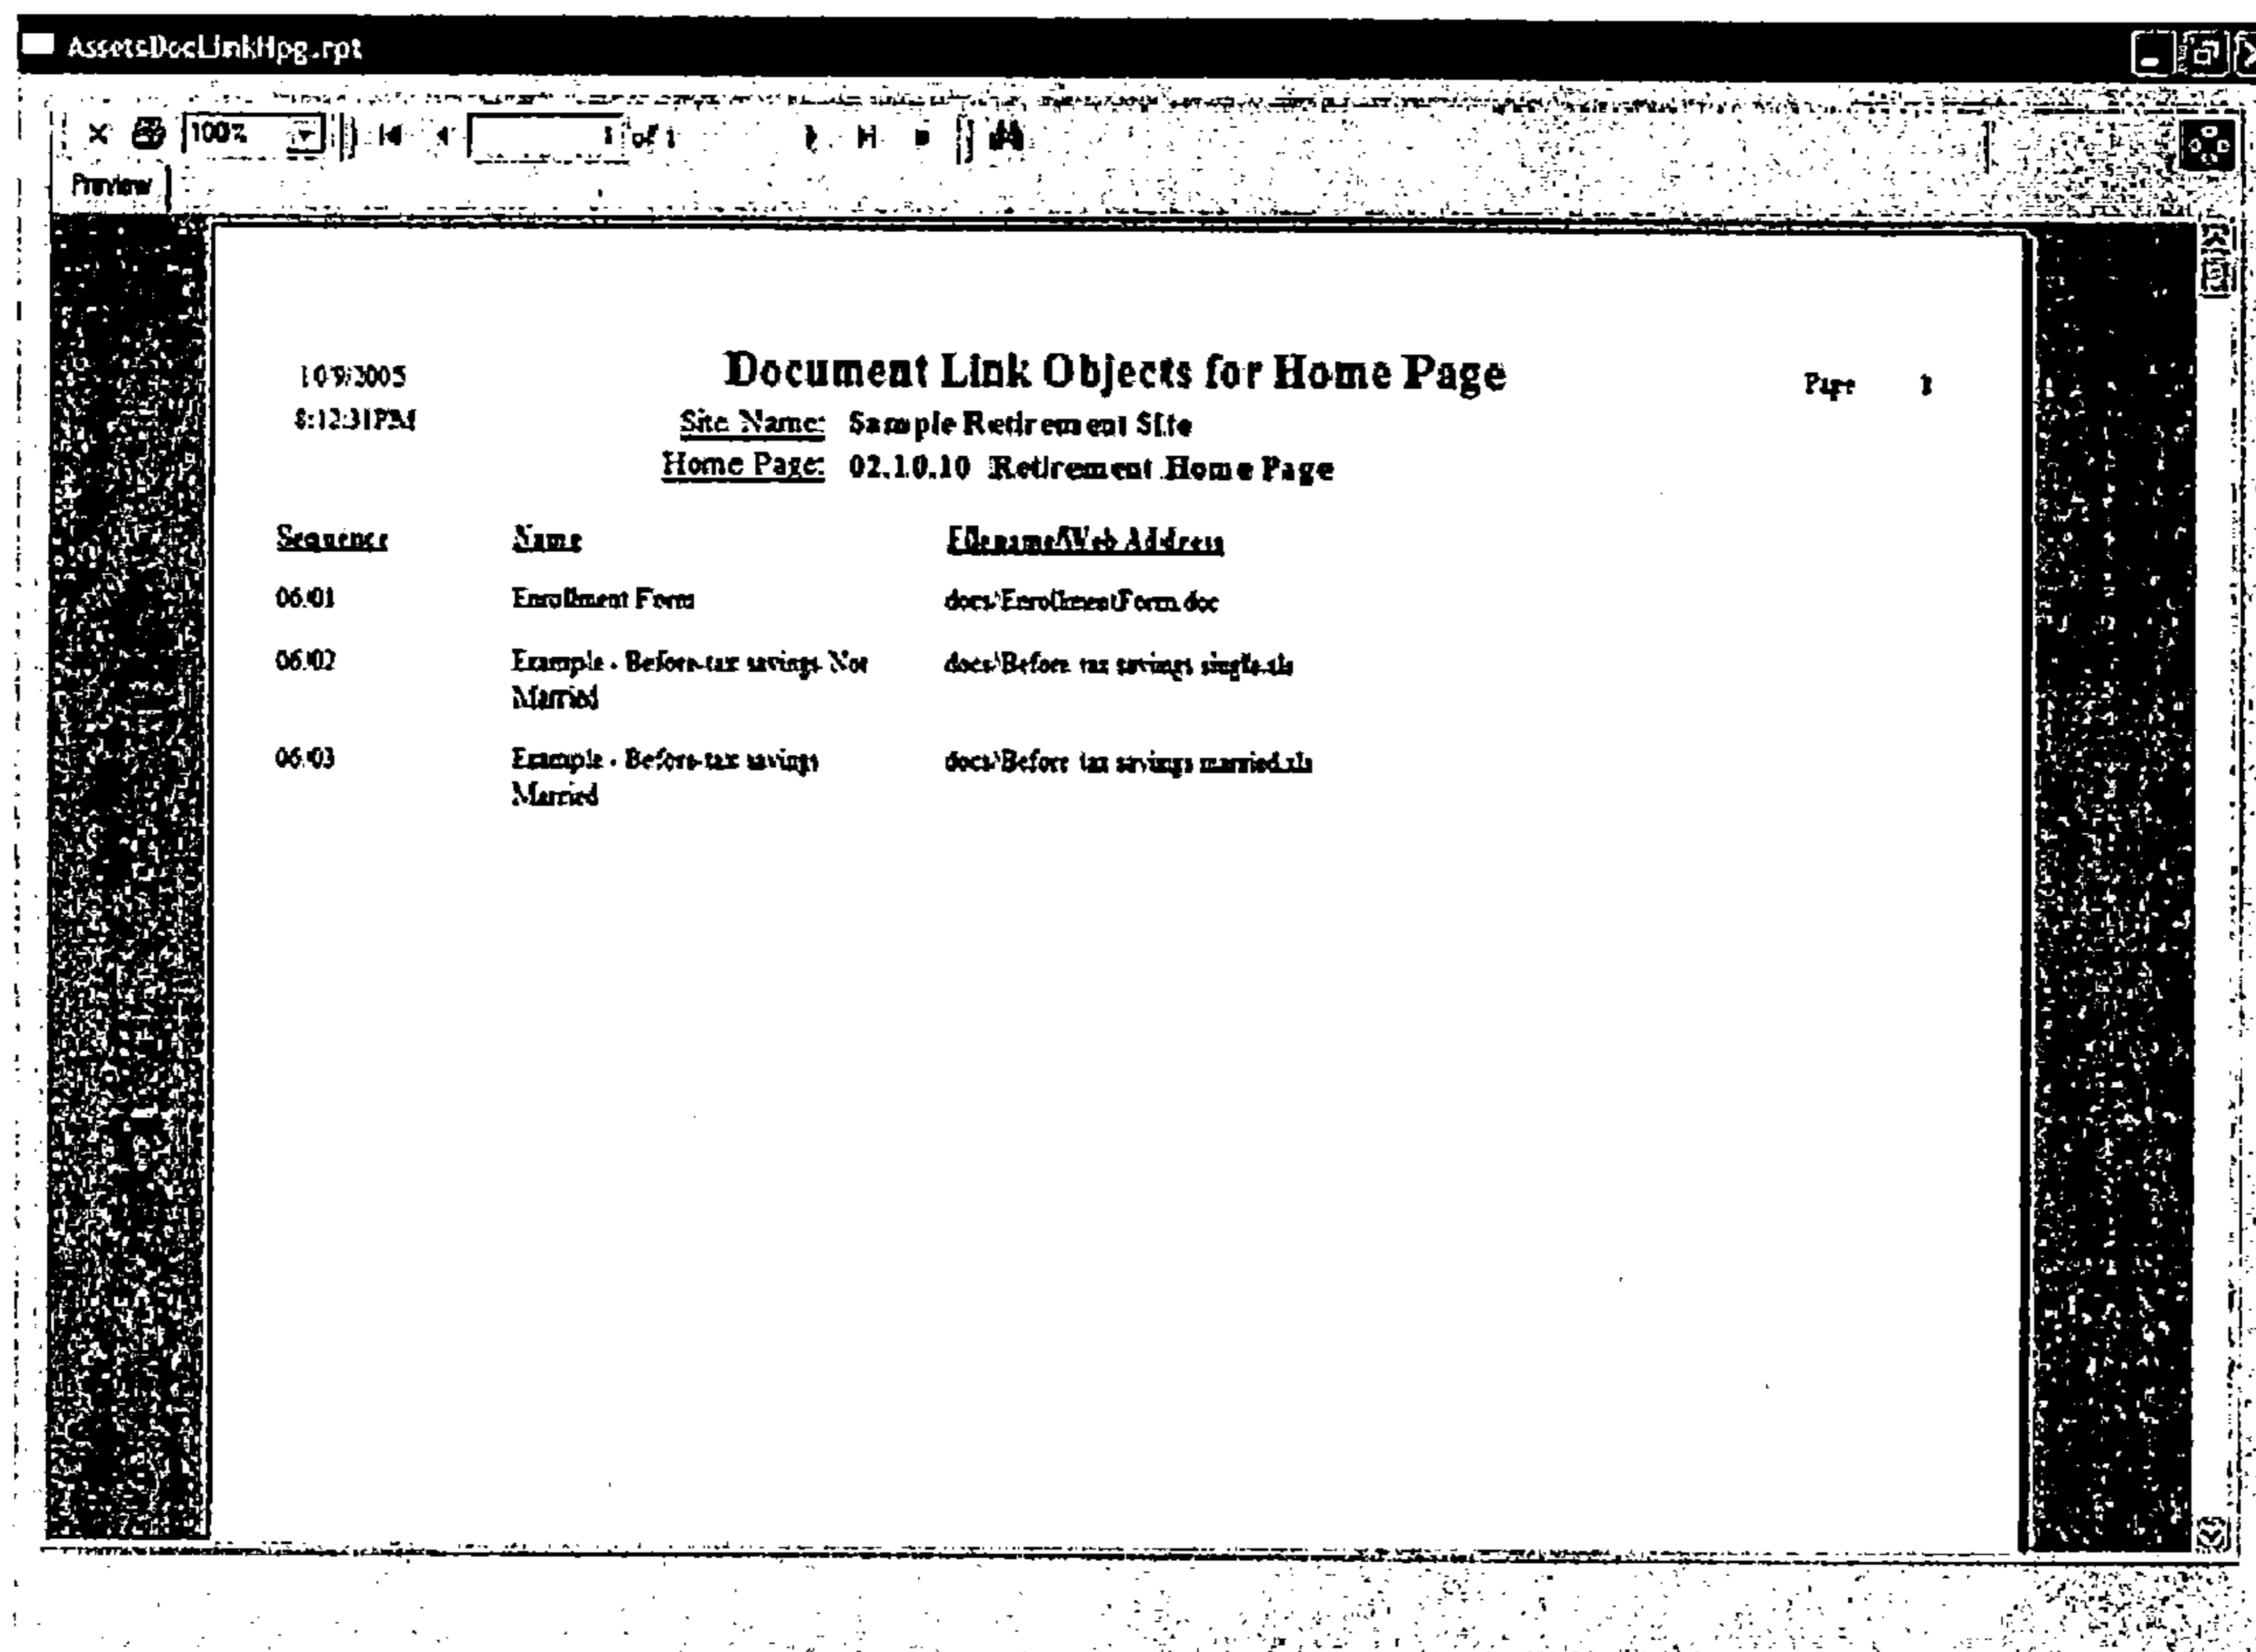 AssetsDocLinkHpg.rpt
100% 1 of 1
Preview
10/9/2005 Document Link Objects for Home Page Page 1
8:12:31PM Site Name: Sample Retirement Site
Home Page: 02.10.10 Retirement Home Page
Sequence Name Filename/Web Address
06/01 Enrollment Form docs\EnrollmentForm.doc
06/02 Example - Before-tax savings Not docs\Before tax savings single.xls
Married
06/03 Example - Before-tax savings docs\Before tax savings married.xls
Married